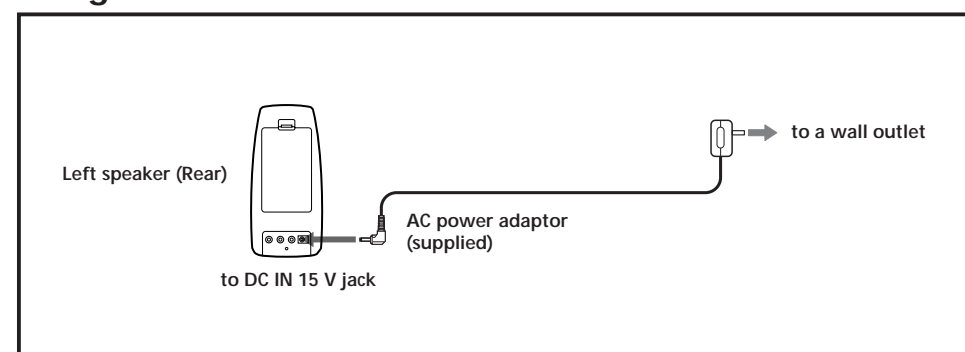 to a wall outlet
Left speaker (Rear)
AC power adaptor
(supplied)
to DC IN 15 V jack